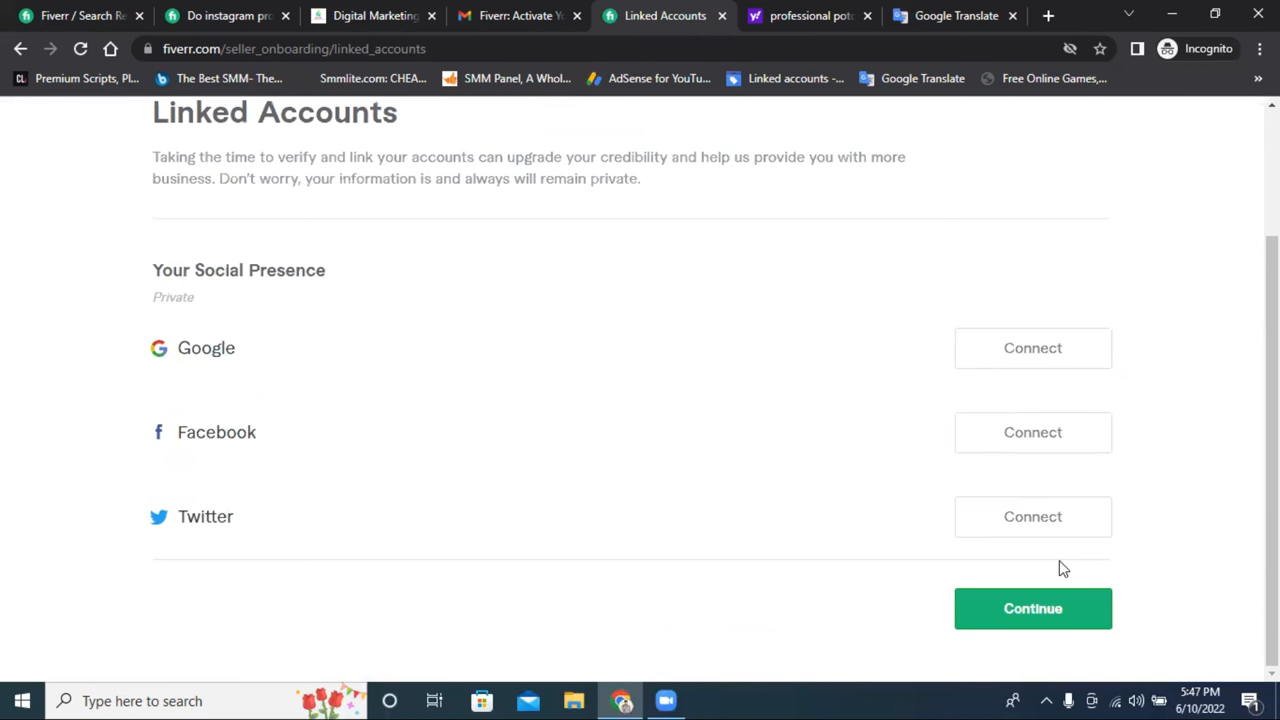 Fiverr / Search Re
Do instagram pro
Digital Marketing
Fiverr: Activate Yo
Linked Accounts
professional pot
Google Translate
fiverr.com/seller_onboarding/linked_accounts
Incognito
Premium Scripts, Pl...
The Best SMM- The...
Smmlite.com: CHEA...
SMM Panel, A Whol...
AdSense for YouTu...
Linked accounts -...
Google Translate
Free Online Games,...
Linked Accounts
Taking the time to verify and link your accounts can upgrade your credibility and help us provide you with more
business. Don't worry, your information is and always will remain private.
Your Social Presence
Private
Google
Connect
Facebook
Connect
Twitter
Connect
Continue
Type here to search
5:47 PM
6/10/2022
1